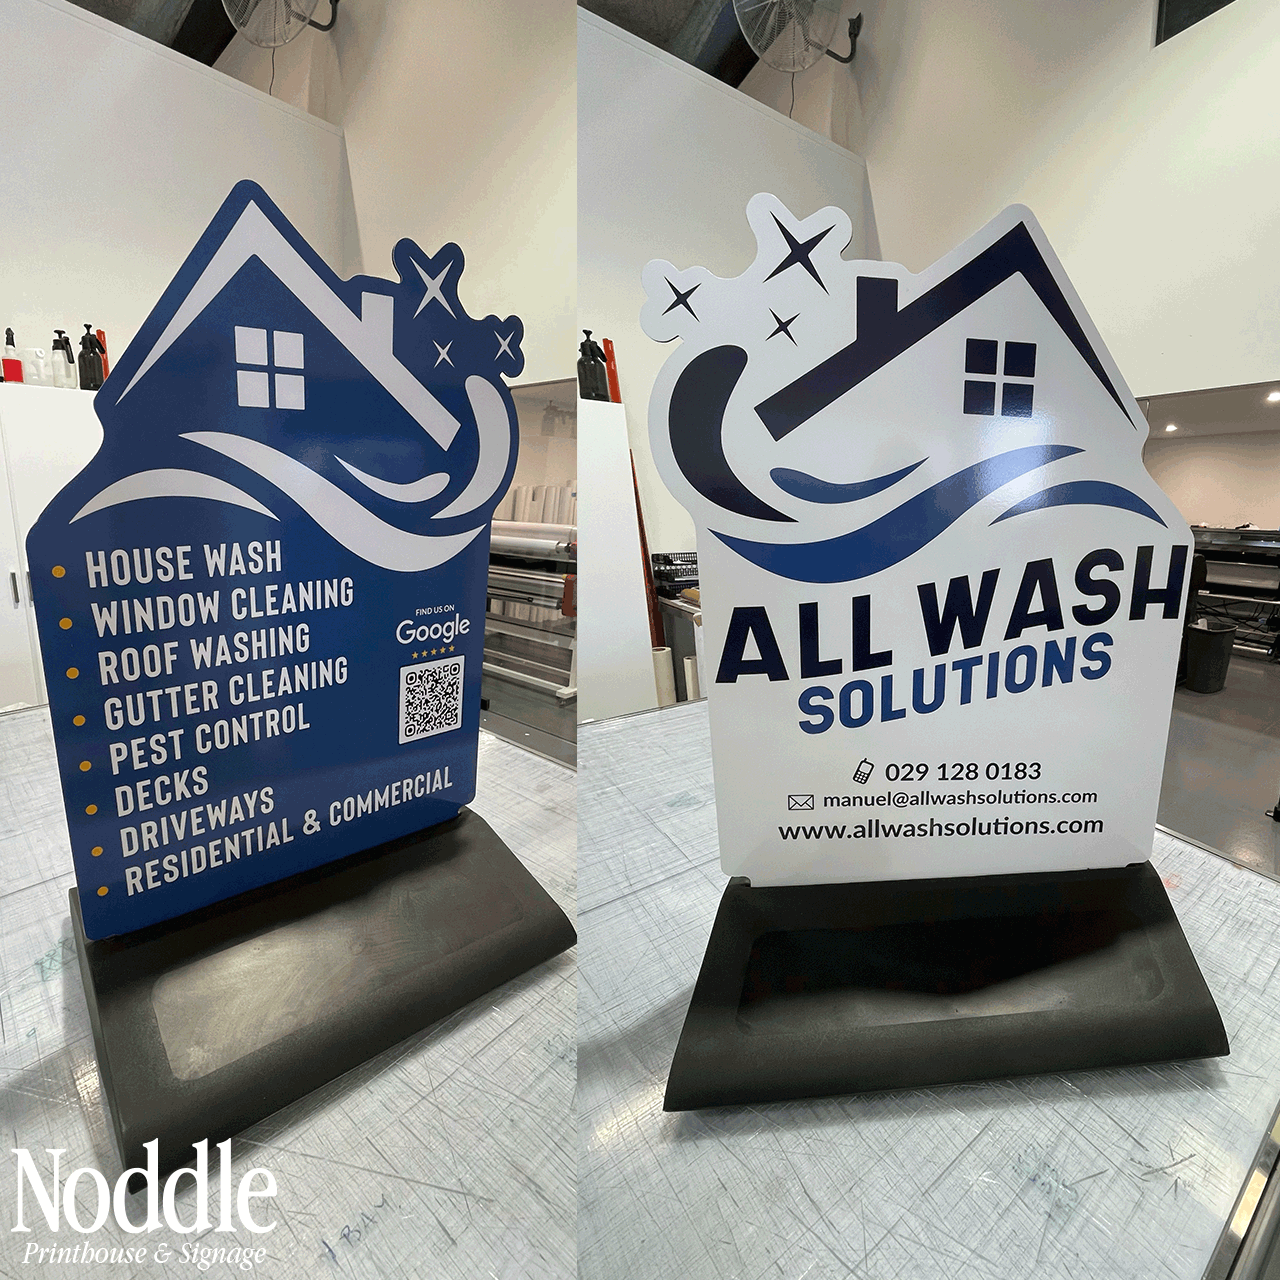 HOUSE WASH
WINDOW CLEANING
ROOF WASHING
GUTTER CLEANING
PEST CONTROL
DECKS
DRIVEWAYS
RESIDENTIAL & COMMERCIAL
FIND US ON
Google
ALL WASH
SOLUTIONS
029 128 0183
manuel@allwashsolutions.com
www.allwashsolutions.com
Noddle
Printhouse & Signage